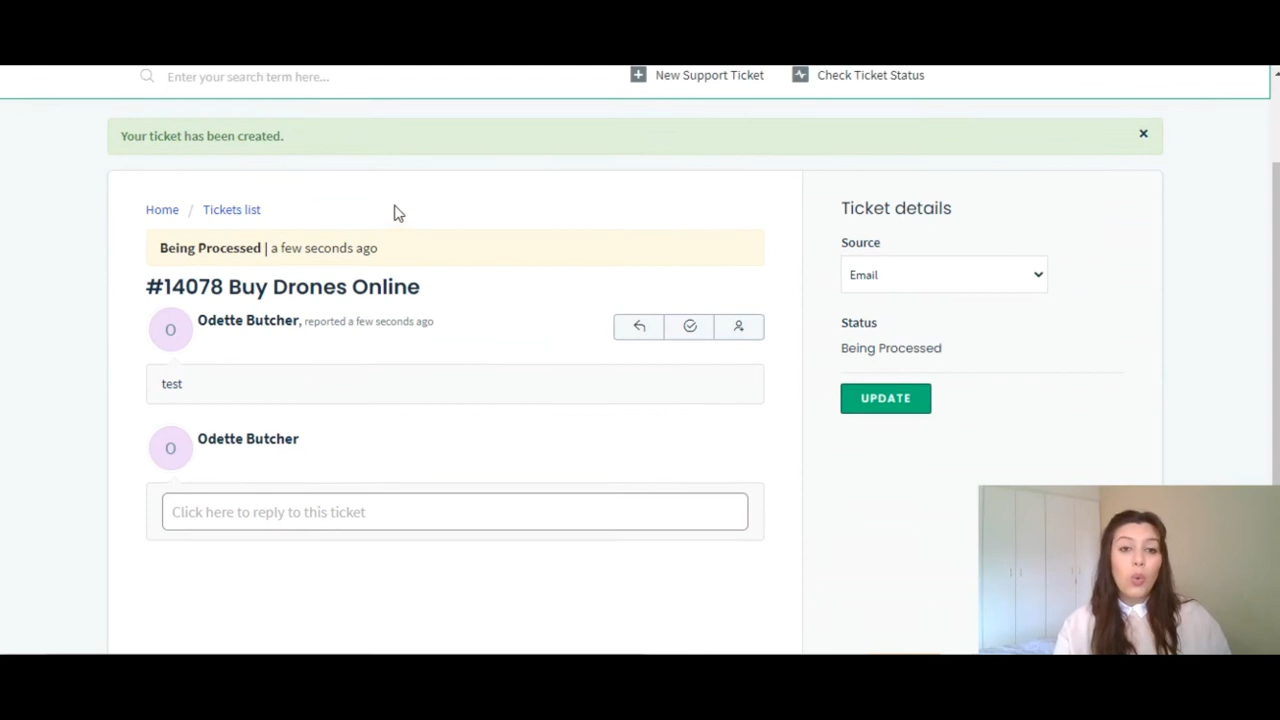 Enter your search term here...
New Support Ticket
Check Ticket Status
Your ticket has been created.
×
Home / Tickets list
Being Processed | a few seconds ago
#14078 Buy Drones Online
O
Odette Butcher, reported a few seconds ago
test
O
Odette Butcher
Click here to reply to this ticket
Ticket details
Source
Email
Status
Being Processed
UPDATE